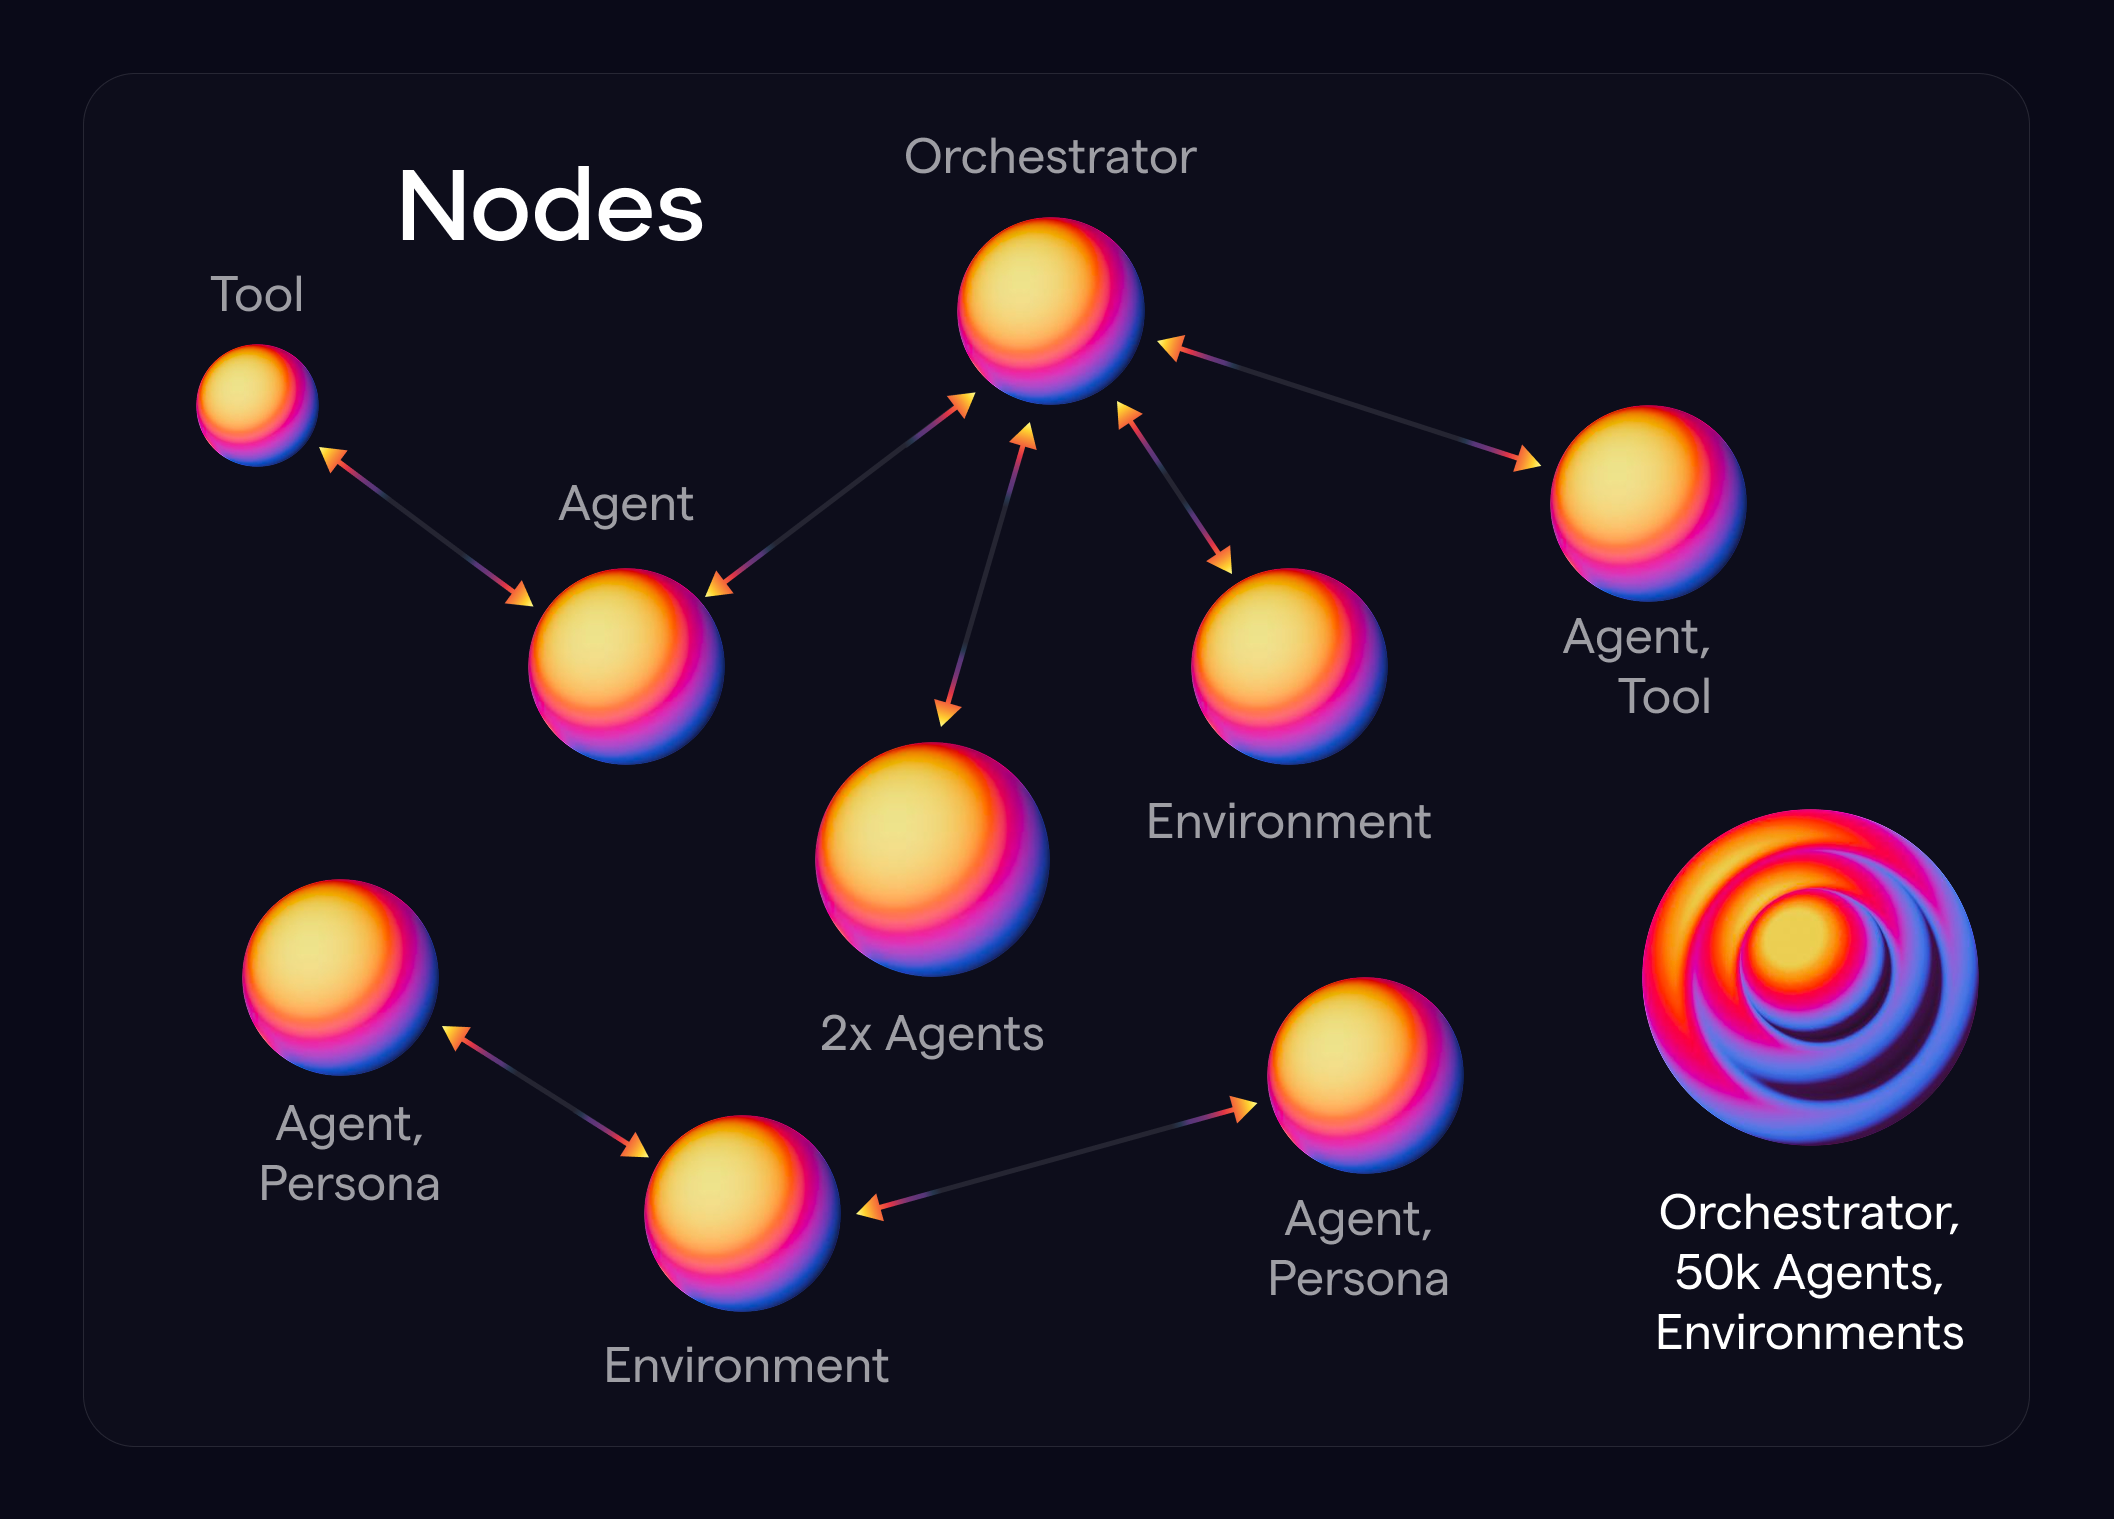 Nodes
Orchestrator
Tool
Agent
Agent,
Tool
Environment
2x Agents
Agent,
Persona
Environment
Agent,
Persona
Orchestrator,
50k Agents,
Environments